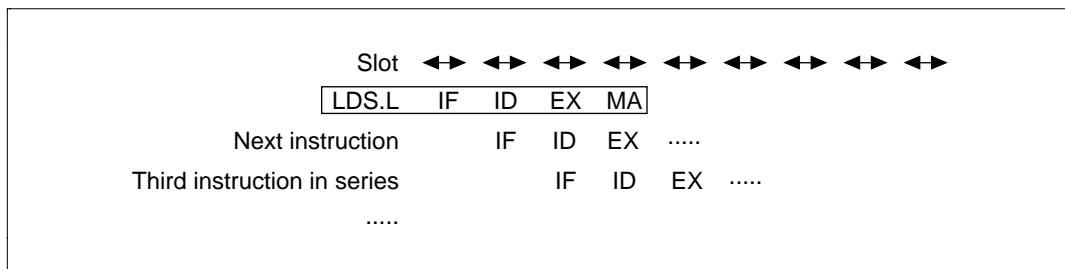 Slot
LDS.L IF ID EX MA
Next instruction IF ID EX .....
Third instruction in series IF ID EX .....
.....